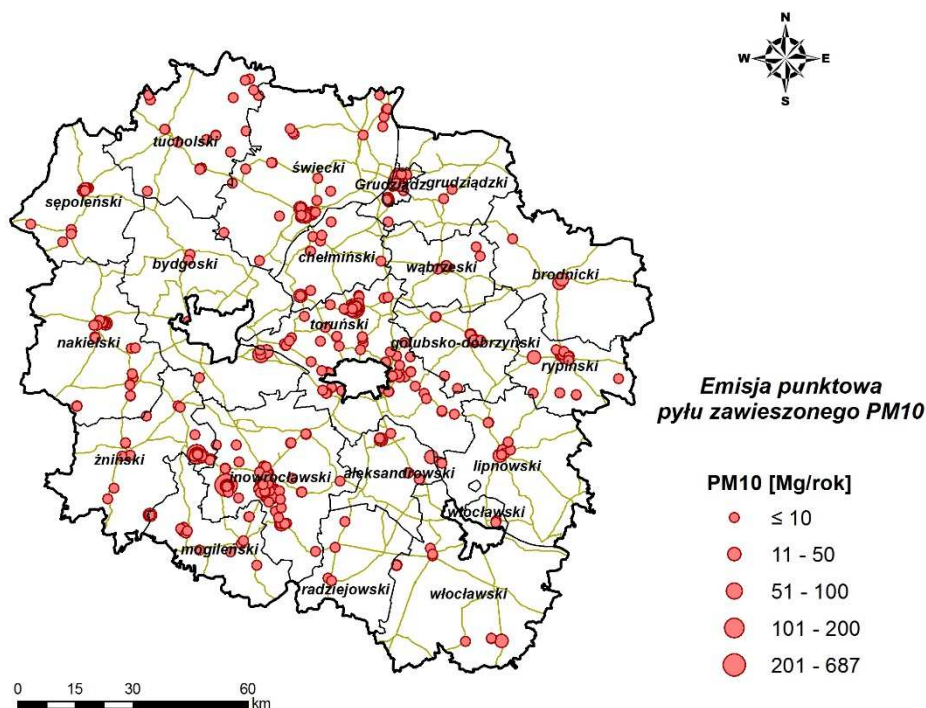 N
W E
S
tucholski
świecki
Grudziądz
grudziądzki
sępoleński
bydgoski
chełmiński
wąbrzeski
brodnicki
nakielski
toruński
golubsko-dobrzyński
rypiński
Emisja punktowa
pyłu zawieszonego PM10
żniński
inowrocławski
aleksandrowski
lipnowski
PM10 [Mg/rok]
włocławski
≤ 10
mogileński
11 - 50
radziejowski
włocławski
51 - 100
101 - 200
201 - 687
0 15 30 60
km